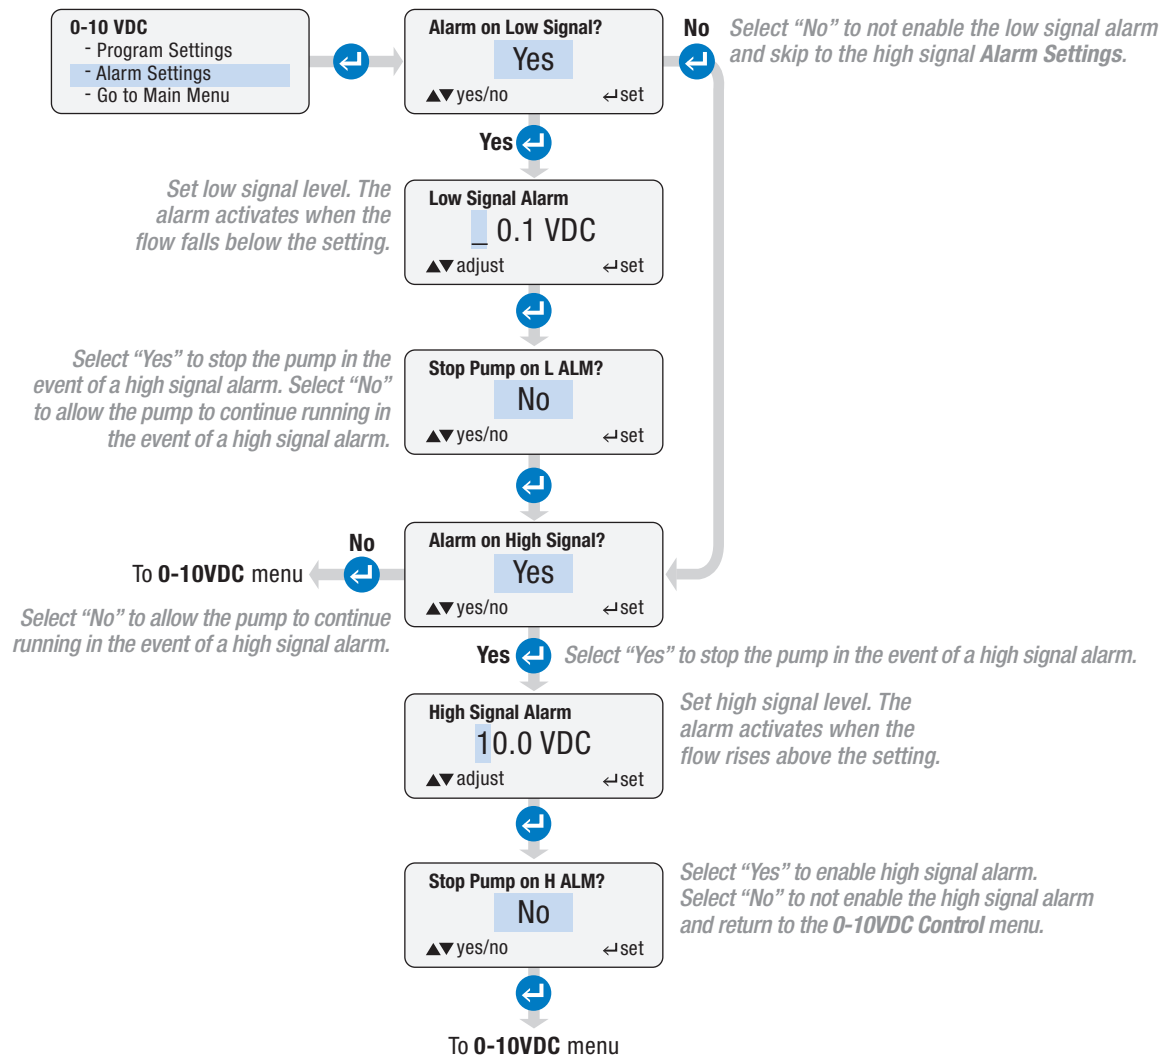 0-10 VDC
- Program Settings
- Alarm Settings
- Go to Main Menu
Alarm on Low Signal?
Yes
▲▼ yes/no ↵set
No
Select “No” to not enable the low signal alarm
and skip to the high signal Alarm Settings.
Yes
Set low signal level. The
alarm activates when the
flow falls below the setting.
Low Signal Alarm
_ 0.1 VDC
▲▼ adjust ↵set
Select “Yes” to stop the pump in the
event of a high signal alarm. Select “No”
to allow the pump to continue running in
the event of a high signal alarm.
Stop Pump on L ALM?
No
▲▼ yes/no ↵set
Alarm on High Signal?
Yes
▲▼ yes/no ↵set
No
To 0-10VDC menu
Select “No” to allow the pump to continue
running in the event of a high signal alarm.
Yes
Select “Yes” to stop the pump in the event of a high signal alarm.
High Signal Alarm
10.0 VDC
▲▼ adjust ↵set
Set high signal level. The
alarm activates when the
flow rises above the setting.
Stop Pump on H ALM?
No
▲▼ yes/no ↵set
Select “Yes” to enable high signal alarm.
Select “No” to not enable the high signal alarm
and return to the 0-10VDC Control menu.
To 0-10VDC menu